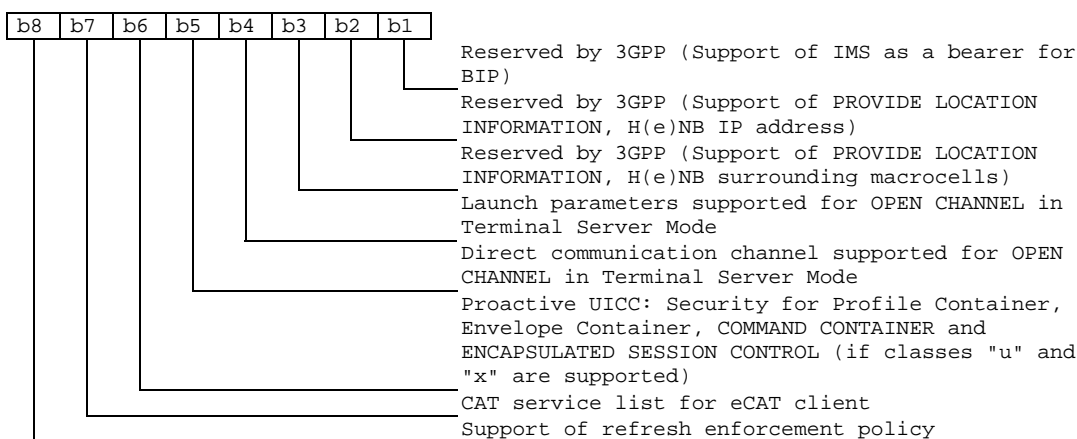 b8 b7 b6 b5 b4 b3 b2 b1
Reserved by 3GPP (Support of IMS as a bearer for
BIP)
Reserved by 3GPP (Support of PROVIDE LOCATION
INFORMATION, H(e)NB IP address)
Reserved by 3GPP (Support of PROVIDE LOCATION
INFORMATION, H(e)NB surrounding macrocells)
Launch parameters supported for OPEN CHANNEL in
Terminal Server Mode
Direct communication channel supported for OPEN
CHANNEL in Terminal Server Mode
Proactive UICC: Security for Profile Container,
Envelope Container, COMMAND CONTAINER and
ENCAPSULATED SESSION CONTROL (if classes "u" and
"x" are supported)
CAT service list for eCAT client
Support of refresh enforcement policy